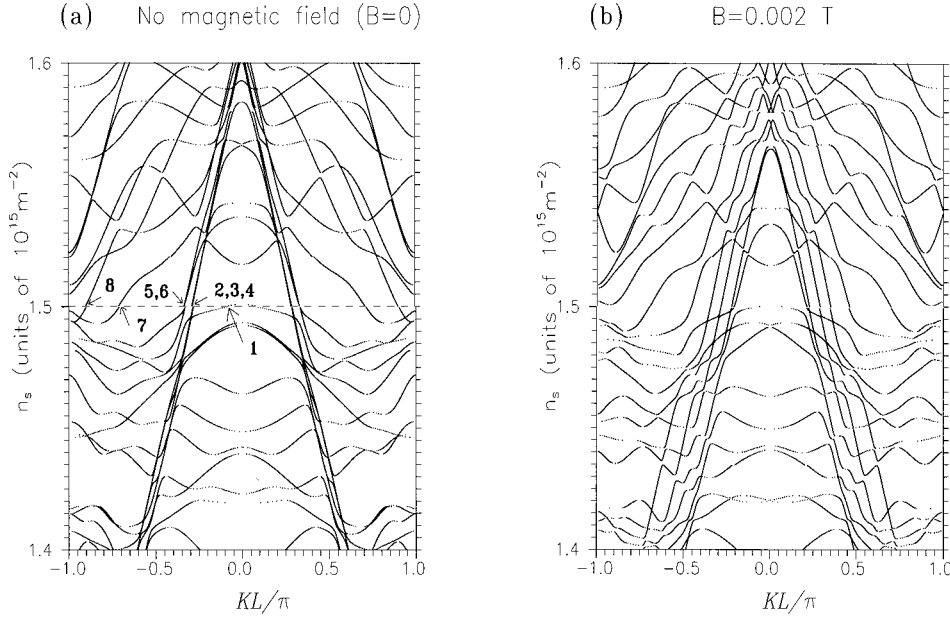 (a) No magnetic field (B=0)
1.6
1.5
1.4
n_s (units of 10^15 m^-2)
8
5,6
2,3,4
7
1
-1.0 -0.5 0.0 0.5 1.0
KL/π
(b) B=0.002 T
1.6
1.5
1.4
n_s (units of 10^15 m^-2)
-1.0 -0.5 0.0 0.5 1.0
KL/π